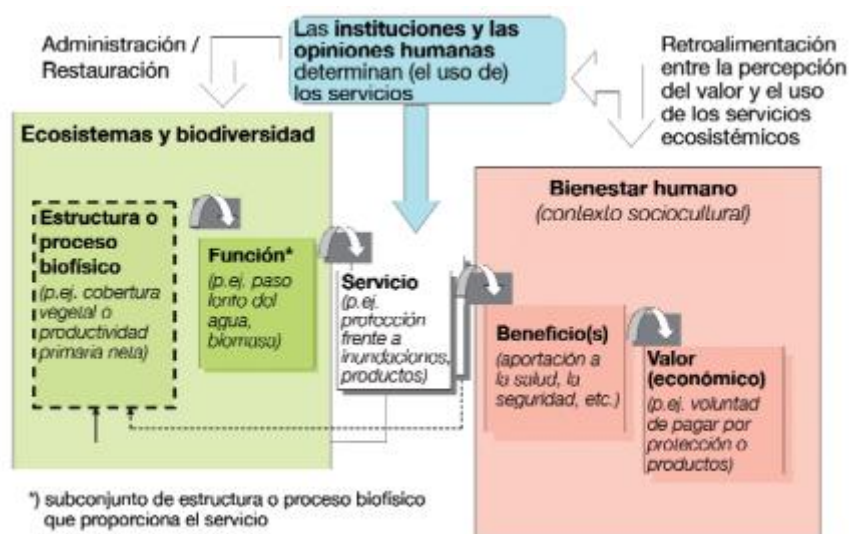 Administración /
Restauración
Las instituciones y las
opiniones humanas
determinan (el uso de)
los servicios
Retroalimentación
entre la percepción
del valor y el uso
de los servicios
ecosistémicos
Ecosistemas y biodiversidad
Estructura o
proceso
biofísico
(p.ej. cobertura
vegetal o
productividad
primaria neta)
Función*
(p.ej. paso
lento del
agua,
biomasa)
Servicio
(p.ej.
protección
frente a
inundaciones,
productos)
Bienestar humano
(contexto sociocultural)
Beneficio(s)
(aportación a
la salud, la
seguridad, etc.)
Valor
(económico)
(p.ej. voluntad
de pagar por
protección o
productos)
*) subconjunto de estructura o proceso biofísico
que proporciona el servicio